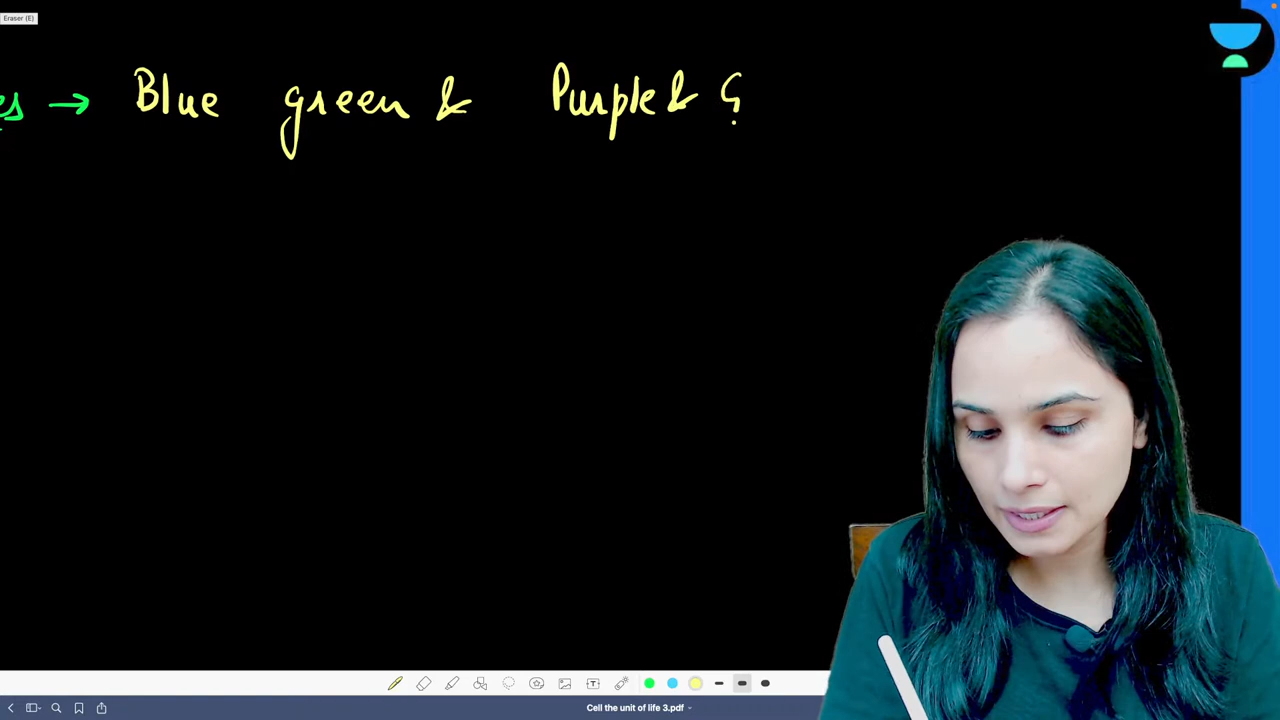 Eraser (E)
es → Blue green & Purple & G
Cell the unit of life 3.pdf